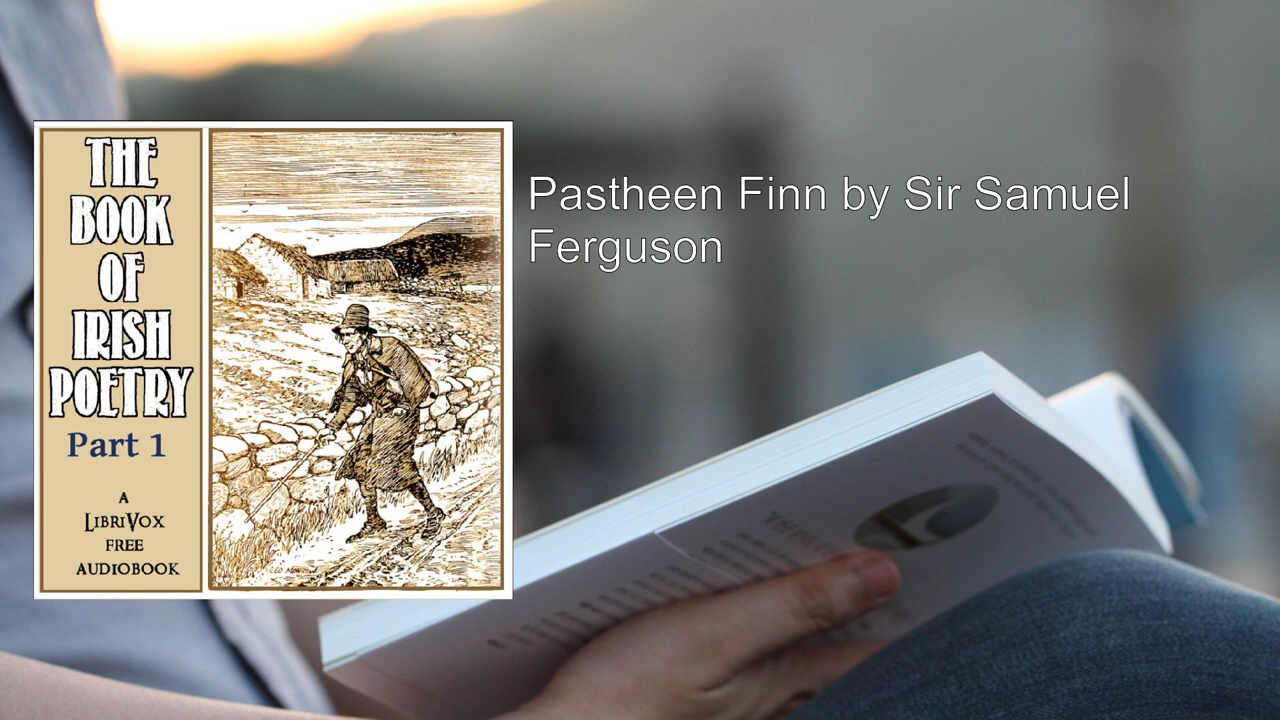 THE
BOOK
OF
IRISH
POETRY
Part 1
A
LIBRIVOX
FREE
AUDIOBOOK
Pastheen Finn by Sir Samuel
Ferguson